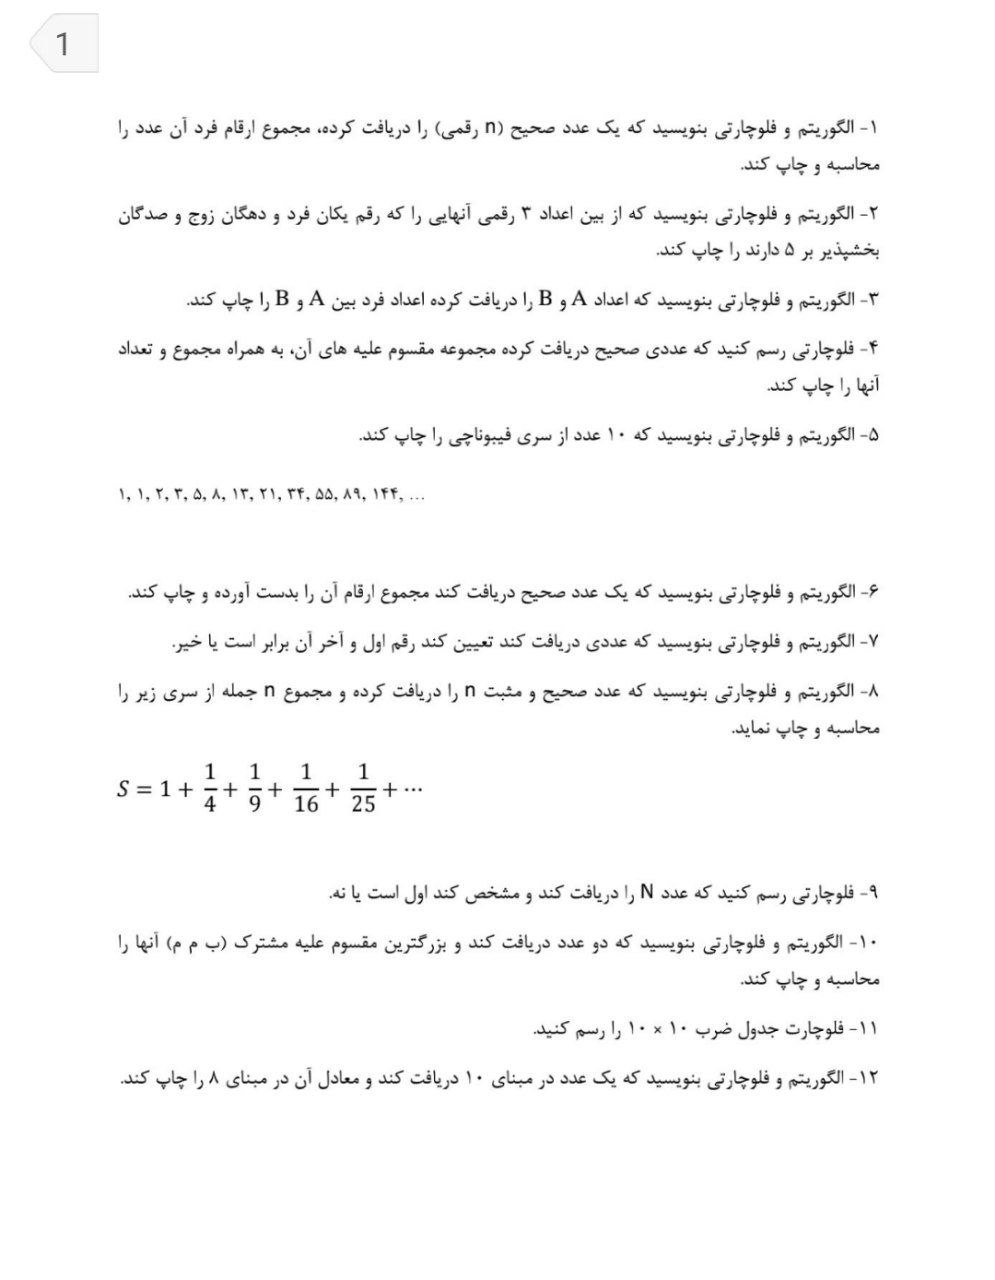 1
۱- الگوریتم و فلوچارتی بنویسید که یک عدد صحیح (n رقمی) را دریافت کرده، مجموع ارقام فرد آن عدد را
محاسبه و چاپ کند.
۲- الگوریتم و فلوچارتی بنویسید که از بین اعداد ۳ رقمی آنهایی را که رقم یکان فرد و دهگان زوج و صدگان
بخشپذیر بر ۵ دارند را چاپ کند.
۳- الگوریتم و فلوچارتی بنویسید که اعداد A و B را دریافت کرده اعداد فرد بین A و B را چاپ کند.
۴- فلوچارتی رسم کنید که عددی صحیح دریافت کرده مجموعه مقسوم علیه های آن، به همراه مجموع و تعداد
آنها را چاپ کند.
۵- الگوریتم و فلوچارتی بنویسید که ۱۰ عدد از سری فیبوناچی را چاپ کند.
۱, ۱, ۲, ۳, ۵, ۸, ۱۳, ۲۱, ۳۴, ۵۵, ۸۹, ۱۴۴, ...
۶- الگوریتم و فلوچارتی بنویسید که یک عدد صحیح دریافت کند مجموع ارقام آن را بدست آورده و چاپ کند.
۷- الگوریتم و فلوچارتی بنویسید که عددی دریافت کند تعیین کند رقم اول و آخر آن برابر است یا خیر.
۸- الگوریتم و فلوچارتی بنویسید که عدد صحیح و مثبت n را دریافت کرده و مجموع n جمله از سری زیر را
محاسبه و چاپ نماید.
S = 1 + 1/4 + 1/9 + 1/16 + 1/25 + ⋯
۹- فلوچارتی رسم کنید که عدد N را دریافت کند و مشخص کند اول است یا نه.
۱۰- الگوریتم و فلوچارتی بنویسید که دو عدد دریافت کند و بزرگترین مقسوم علیه مشترک (ب م م) آنها را
محاسبه و چاپ کند.
۱۱- فلوچارت جدول ضرب ۱۰ × ۱۰ را رسم کنید.
۱۲- الگوریتم و فلوچارتی بنویسید که یک عدد در مبنای ۱۰ دریافت کند و معادل آن در مبنای ۸ را چاپ کند.